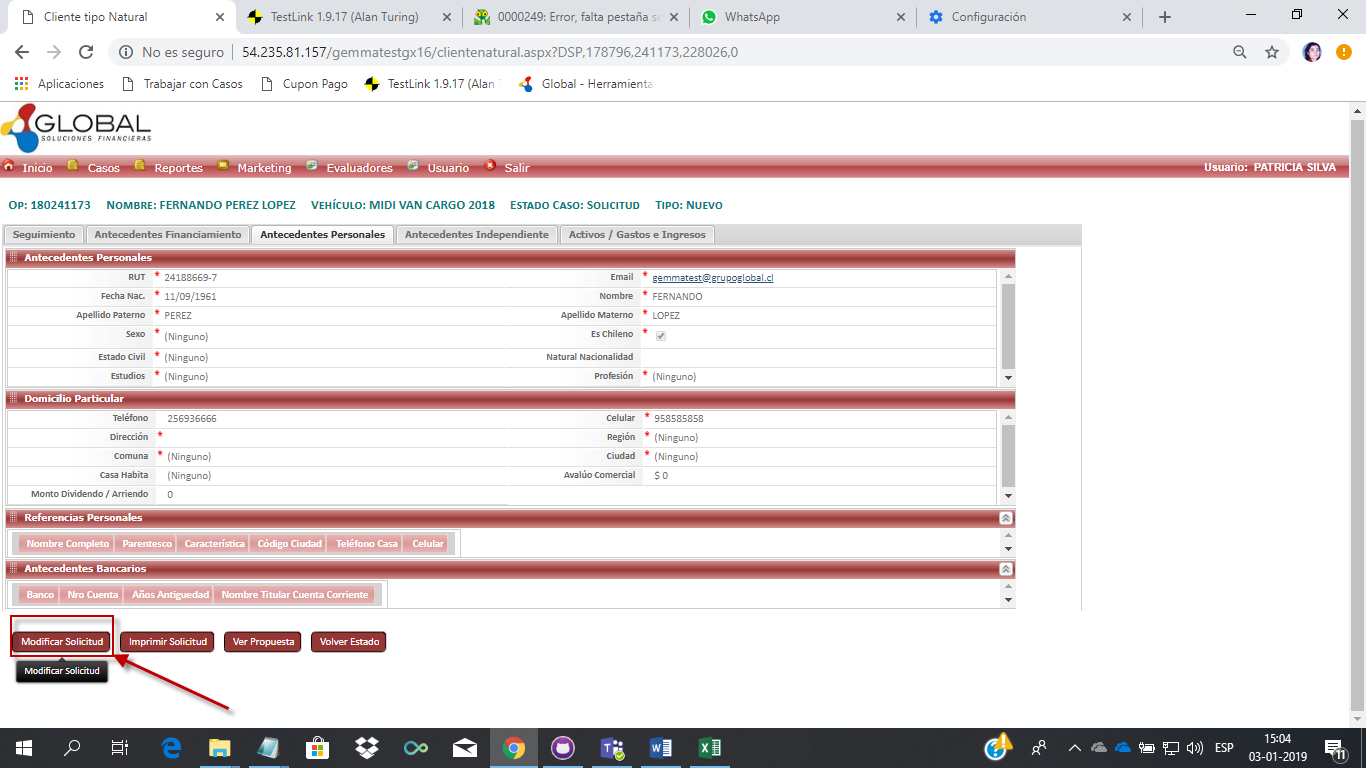 Cliente tipo Natural
TestLink 1.9.17 (Alan Turing)
0000249: Error, falta pestaña se
WhatsApp
Configuración
No es seguro
54.235.81.157/gemmatestgx16/clientenatural.aspx?DSP,178796,241173,228026,0
Aplicaciones
Trabajar con Casos
Cupon Pago
TestLink 1.9.17 (Alan
Global - Herramienta
GLOBAL
SOLUCIONES FINANCIERAS
Inicio
Casos
Reportes
Marketing
Evaluadores
Usuario
Salir
Usuario: PATRICIA SILVA
OP: 180241173 NOMBRE: FERNANDO PEREZ LOPEZ VEHÍCULO: MIDI VAN CARGO 2018 ESTADO CASO: SOLICITUD TIPO: NUEVO
Seguimiento
Antecedentes Financiamiento
Antecedentes Personales
Antecedentes Independiente
Activos / Gastos e Ingresos
Antecedentes Personales
RUT * 24188669-7
Email * gemmatest@grupoglobal.cl
Fecha Nac. * 11/09/1961
Nombre * FERNANDO
Apellido Paterno * PEREZ
Apellido Materno * LOPEZ
Sexo * (Ninguno)
Es Chileno *
Estado Civil * (Ninguno)
Natural Nacionalidad
Estudios * (Ninguno)
Profesión * (Ninguno)
Domicilio Particular
Teléfono 256936666
Celular * 958585858
Dirección *
Región * (Ninguno)
Comuna * (Ninguno)
Ciudad * (Ninguno)
Casa Habita (Ninguno)
Avalúo Comercial $ 0
Monto Dividendo / Arriendo 0
Referencias Personales
Nombre Completo
Parentesco
Característica
Código Ciudad
Teléfono Casa
Celular
Antecedentes Bancarios
Banco
Nro Cuenta
Años Antiguedad
Nombre Titular Cuenta Corriente
Modificar Solicitud
Imprimir Solicitud
Ver Propuesta
Volver Estado
Modificar Solicitud
ESP
15:04
03-01-2019
11